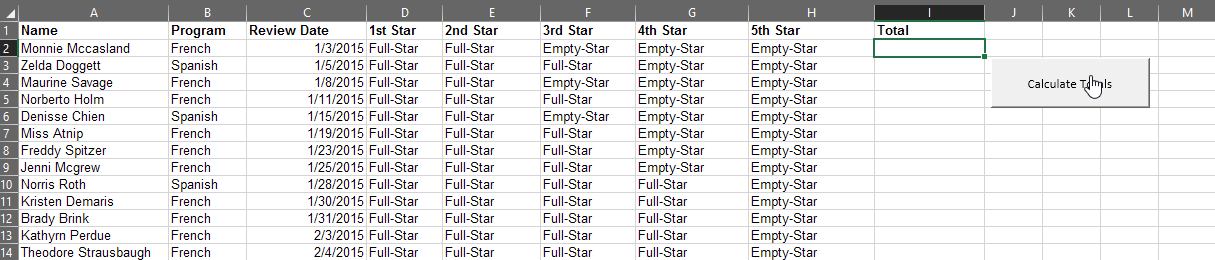 A B C D E F G H I J K L M
1 Name Program Review Date 1st Star 2nd Star 3rd Star 4th Star 5th Star Total
2 Monnie Mccasland French 1/3/2015 Full-Star Full-Star Empty-Star Empty-Star Empty-Star
3 Zelda Doggett Spanish 1/5/2015 Full-Star Full-Star Full-Star Empty-Star Empty-Star
4 Maurine Savage French 1/8/2015 Full-Star Full-Star Empty-Star Empty-Star Empty-Star
Calculate
5 Norberto Holm French 1/11/2015 Full-Star Full-Star Full-Star Empty-Star Empty-Star
6 Denisse Chien Spanish 1/15/2015 Full-Star Full-Star Empty-Star Empty-Star Empty-Star
7 Miss Atnip French 1/19/2015 Full-Star Full-Star Full-Star Empty-Star Empty-Star
8 Freddy Spitzer French 1/23/2015 Full-Star Full-Star Full-Star Empty-Star Empty-Star
9 Jenni Mcgrew French 1/25/2015 Full-Star Full-Star Full-Star Empty-Star Empty-Star
10 Norris Roth Spanish 1/28/2015 Full-Star Full-Star Full-Star Full-Star Empty-Star
11 Kristen Demaris French 1/30/2015 Full-Star Full-Star Full-Star Full-Star Empty-Star
12 Brady Brink French 1/31/2015 Full-Star Full-Star Full-Star Full-Star Empty-Star
13 Kathyrn Perdue French 2/3/2015 Full-Star Full-Star Full-Star Full-Star Empty-Star
14 Theodore Strausbaugh French 2/4/2015 Full-Star Full-Star Full-Star Full-Star Empty-Star